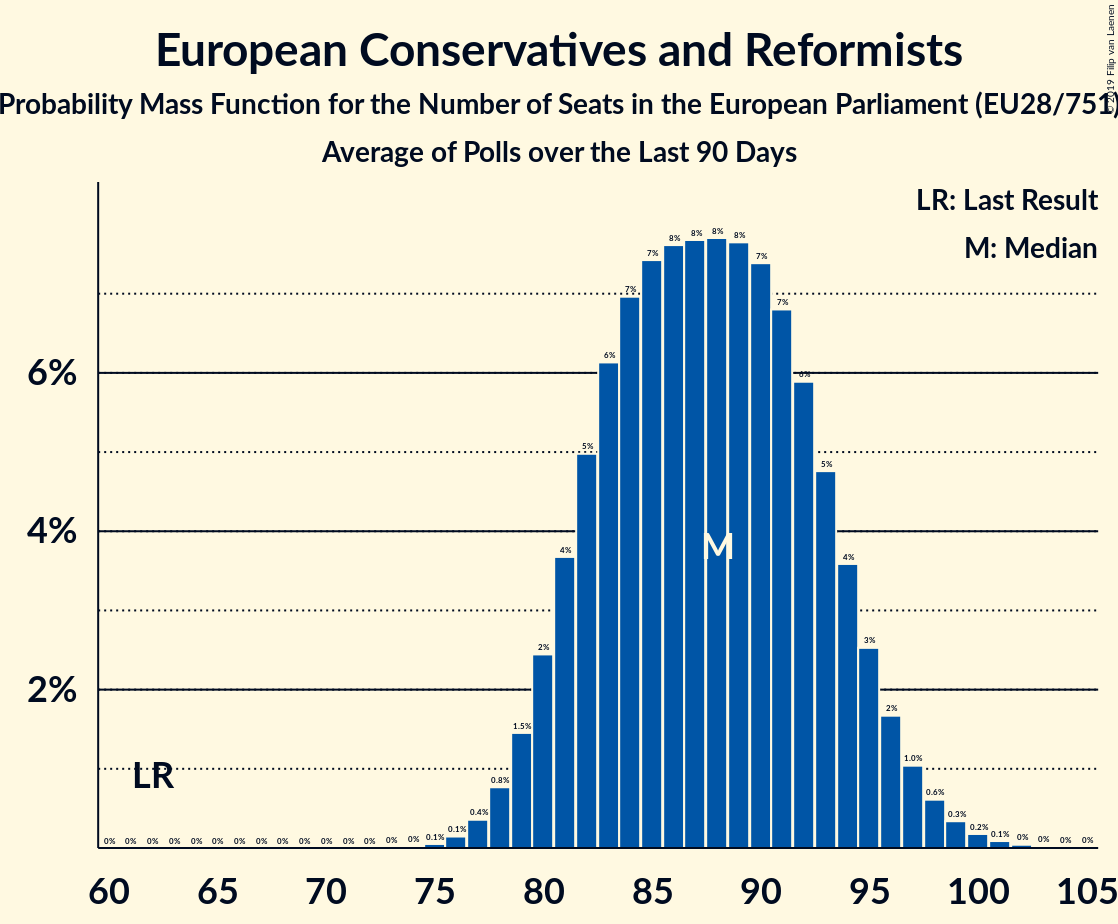 European Conservatives and Reformists
Probability Mass Function for the Number of Seats in the European Parliament (EU28/751)
Average of Polls over the Last 90 Days
© 2019 Filip van Laenen
LR: Last Result
M: Median
6%
4%
2%
0% 0% 0% 0% 0% 0% 0% 0% 0% 0% 0% 0% 0% 0% 0% 0.1% 0.1% 0.4% 0.8% 1.5% 2% 4% 5% 6% 7% 7% 8% 8% 8% 8% 7% 7% 6% 5% 4% 3% 2% 1.0% 0.6% 0.3% 0.2% 0.1% 0% 0% 0% 0%
M
LR
60 65 70 75 80 85 90 95 100 105